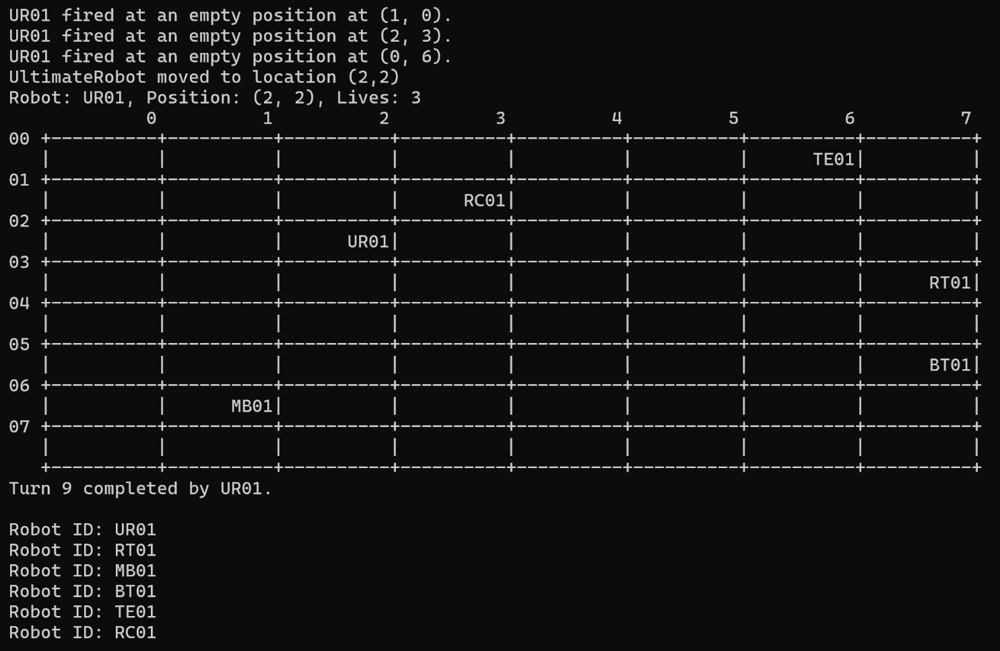 UR01 fired at an empty position at (1, 0).
UR01 fired at an empty position at (2, 3).
UR01 fired at an empty position at (0, 6).
UltimateRobot moved to location (2,2)
Robot: UR01, Position: (2, 2), Lives: 3
             0          1          2          3          4          5          6          7
00 +----------+----------+----------+----------+----------+----------+----------+----------+
   |          |          |          |          |          |          |      TE01|          |
01 +----------+----------+----------+----------+----------+----------+----------+----------+
   |          |          |          |      RC01|          |          |          |          |
02 +----------+----------+----------+----------+----------+----------+----------+----------+
   |          |          |      UR01|          |          |          |          |          |
03 +----------+----------+----------+----------+----------+----------+----------+----------+
   |          |          |          |          |          |          |          |      RT01|
04 +----------+----------+----------+----------+----------+----------+----------+----------+
   |          |          |          |          |          |          |          |          |
05 +----------+----------+----------+----------+----------+----------+----------+----------+
   |          |          |          |          |          |          |          |      BT01|
06 +----------+----------+----------+----------+----------+----------+----------+----------+
   |          |      MB01|          |          |          |          |          |          |
07 +----------+----------+----------+----------+----------+----------+----------+----------+
   |          |          |          |          |          |          |          |          |
   +----------+----------+----------+----------+----------+----------+----------+----------+
Turn 9 completed by UR01.

Robot ID: UR01
Robot ID: RT01
Robot ID: MB01
Robot ID: BT01
Robot ID: TE01
Robot ID: RC01